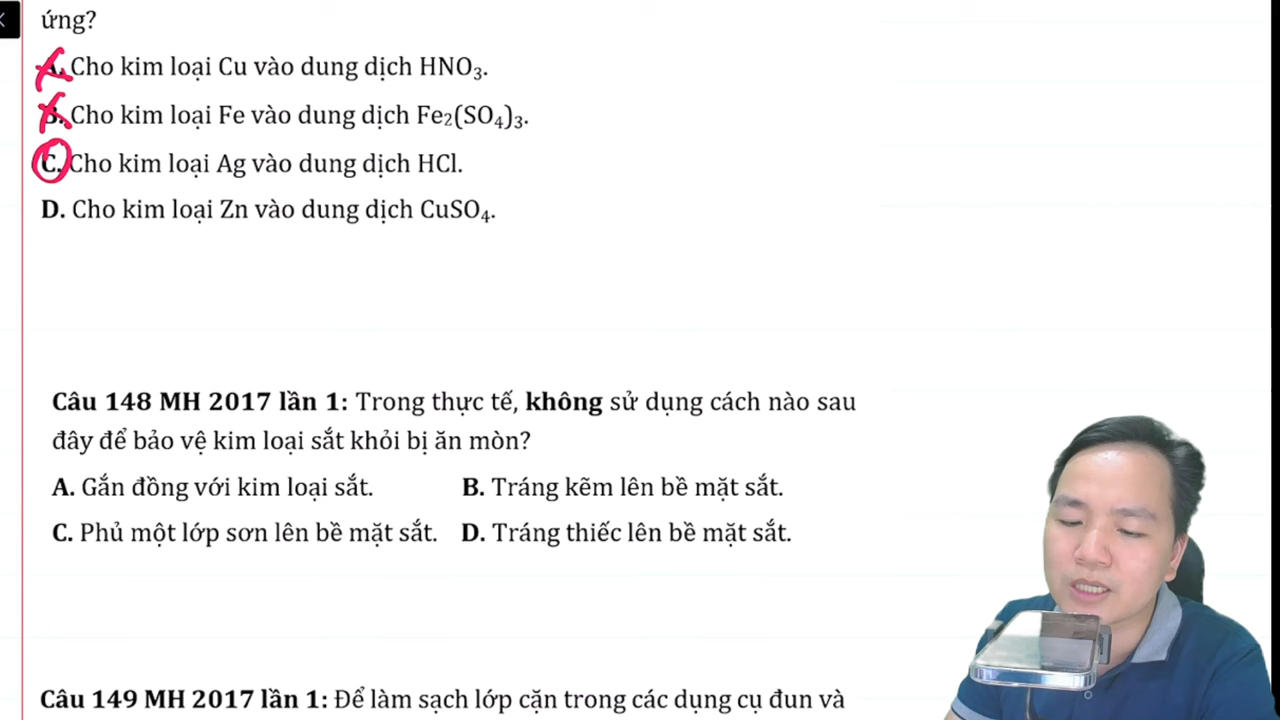 ứng?
A. Cho kim loại Cu vào dung dịch HNO₃.
B. Cho kim loại Fe vào dung dịch Fe₂(SO₄)₃.
C. Cho kim loại Ag vào dung dịch HCl.
D. Cho kim loại Zn vào dung dịch CuSO₄.
Câu 148 MH 2017 lần 1: Trong thực tế, không sử dụng cách nào sau
đây để bảo vệ kim loại sắt khỏi bị ăn mòn?
A. Gắn đồng với kim loại sắt. B. Tráng kẽm lên bề mặt sắt.
C. Phủ một lớp sơn lên bề mặt sắt. D. Tráng thiếc lên bề mặt sắt.
Câu 149 MH 2017 lần 1: Để làm sạch lớp cặn trong các dụng cụ đun và